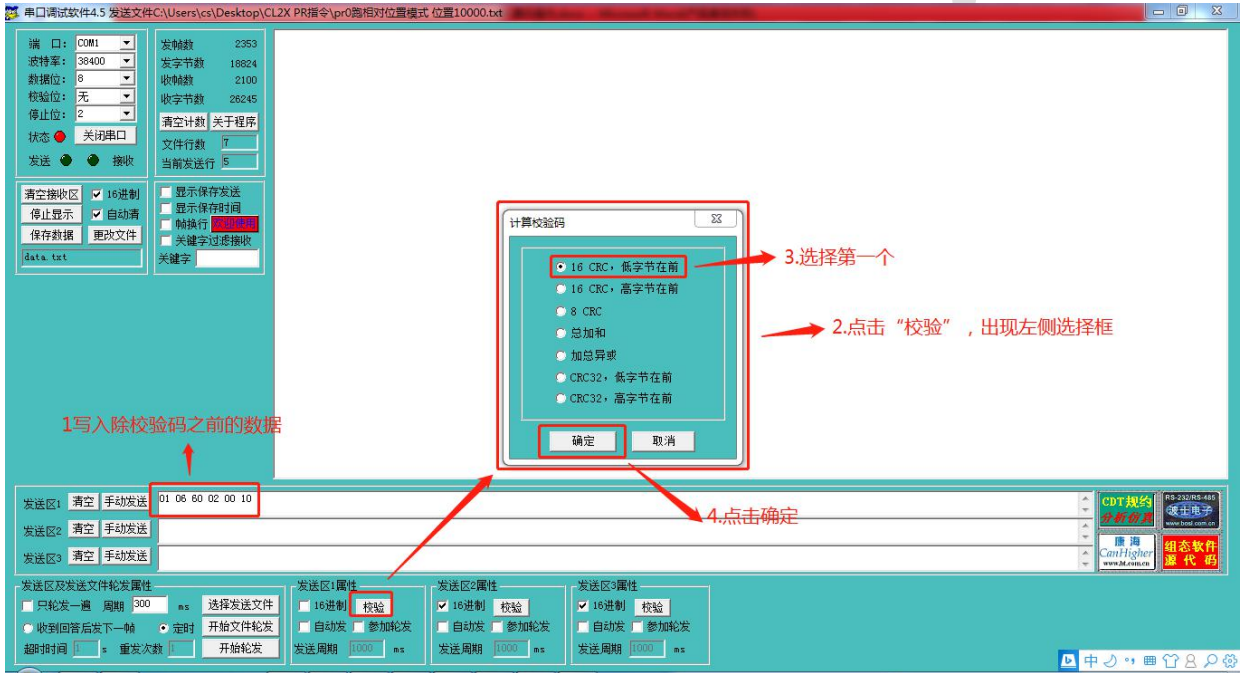 串口调试软件4.5 发送文件C:\Users\cs\Desktop\CL2X PR指令\pr0跑相对位置模式 位置10000.txt
端 口: COM1
波特率: 38400
数据位: 8
校验位: 无
停止位: 2
状态 关闭串口
发送 接收
发帧数 2353
发字节数 18824
收帧数 2100
收字节数 26245
清空计数 关于程序
文件行数 7
当前发送行 5
清空接收区 16进制
停止显示 自动清
保存数据 更改文件
data.txt
显示保存发送
显示保存时间
帧换行 欢迎使用
关键字过滤接收
关键字
计算校验码
16 CRC,低字节在前
16 CRC,高字节在前
8 CRC
总加和
加总异或
CRC32,低字节在前
CRC32,高字节在前
确定 取消
3.选择第一个
2.点击“校验”,出现左侧选择框
1写入除校验码之前的数据
4.点击确定
发送区1 清空 手动发送 01 06 60 02 00 10
发送区2 清空 手动发送
发送区3 清空 手动发送
CDT规约
分析仿真
RS-232/RS-485
波士电子
www.bosi.com.cn
康海
CanHigher
组态软件
源代码
发送区及发送文件轮发属性
只轮发一遍 周期 300 ms 选择发送文件
收到回答后发下一帧 定时 开始文件轮发
超时时间 1 s 重发次数 1 开始轮发
发送区1属性
16进制 校验
自动发 参加轮发
发送周期 1000 ms
发送区2属性
16进制 校验
自动发 参加轮发
发送周期 1000 ms
发送区3属性
16进制 校验
自动发 参加轮发
发送周期 1000 ms
中